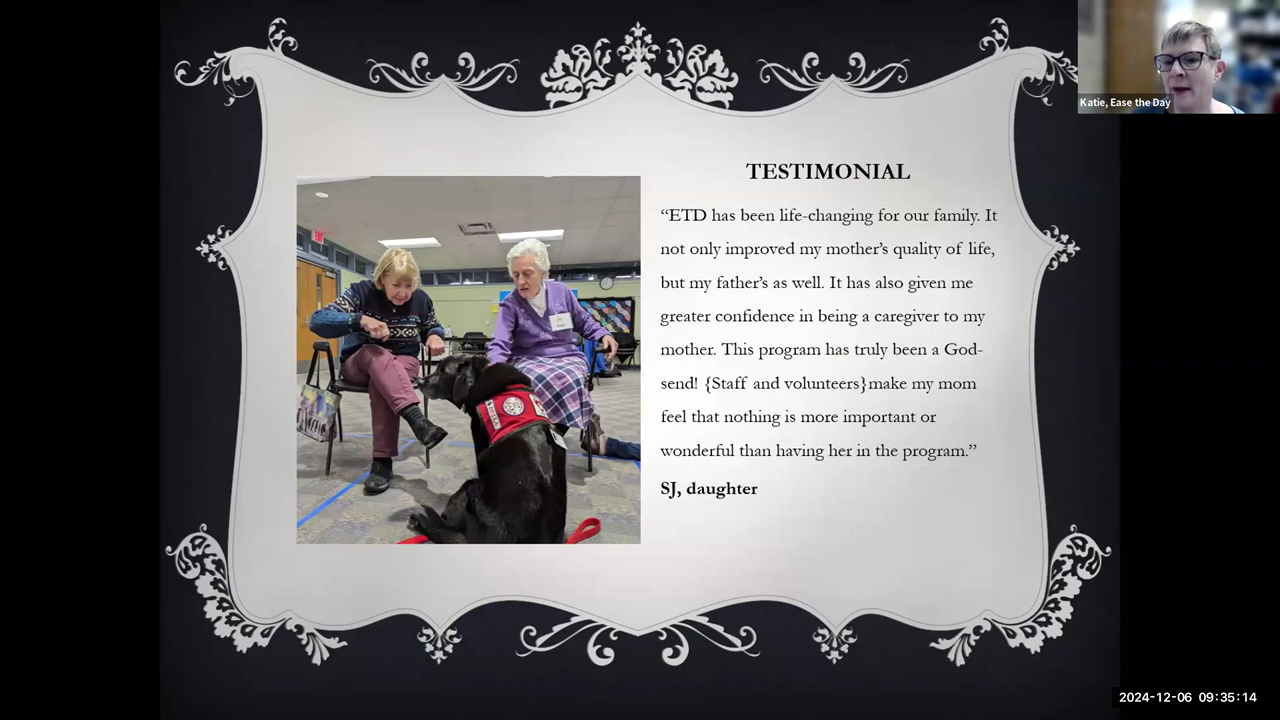 Katie, Ease the Day
TESTIMONIAL
“ETD has been life-changing for our family. It
not only improved my mother’s quality of life,
but my father’s as well. It has also given me
greater confidence in being a caregiver to my
mother. This program has truly been a God-
send! {Staff and volunteers}make my mom
feel that nothing is more important or
wonderful than having her in the program.”
SJ, daughter
EXIT
2024-12-06 09:35:14